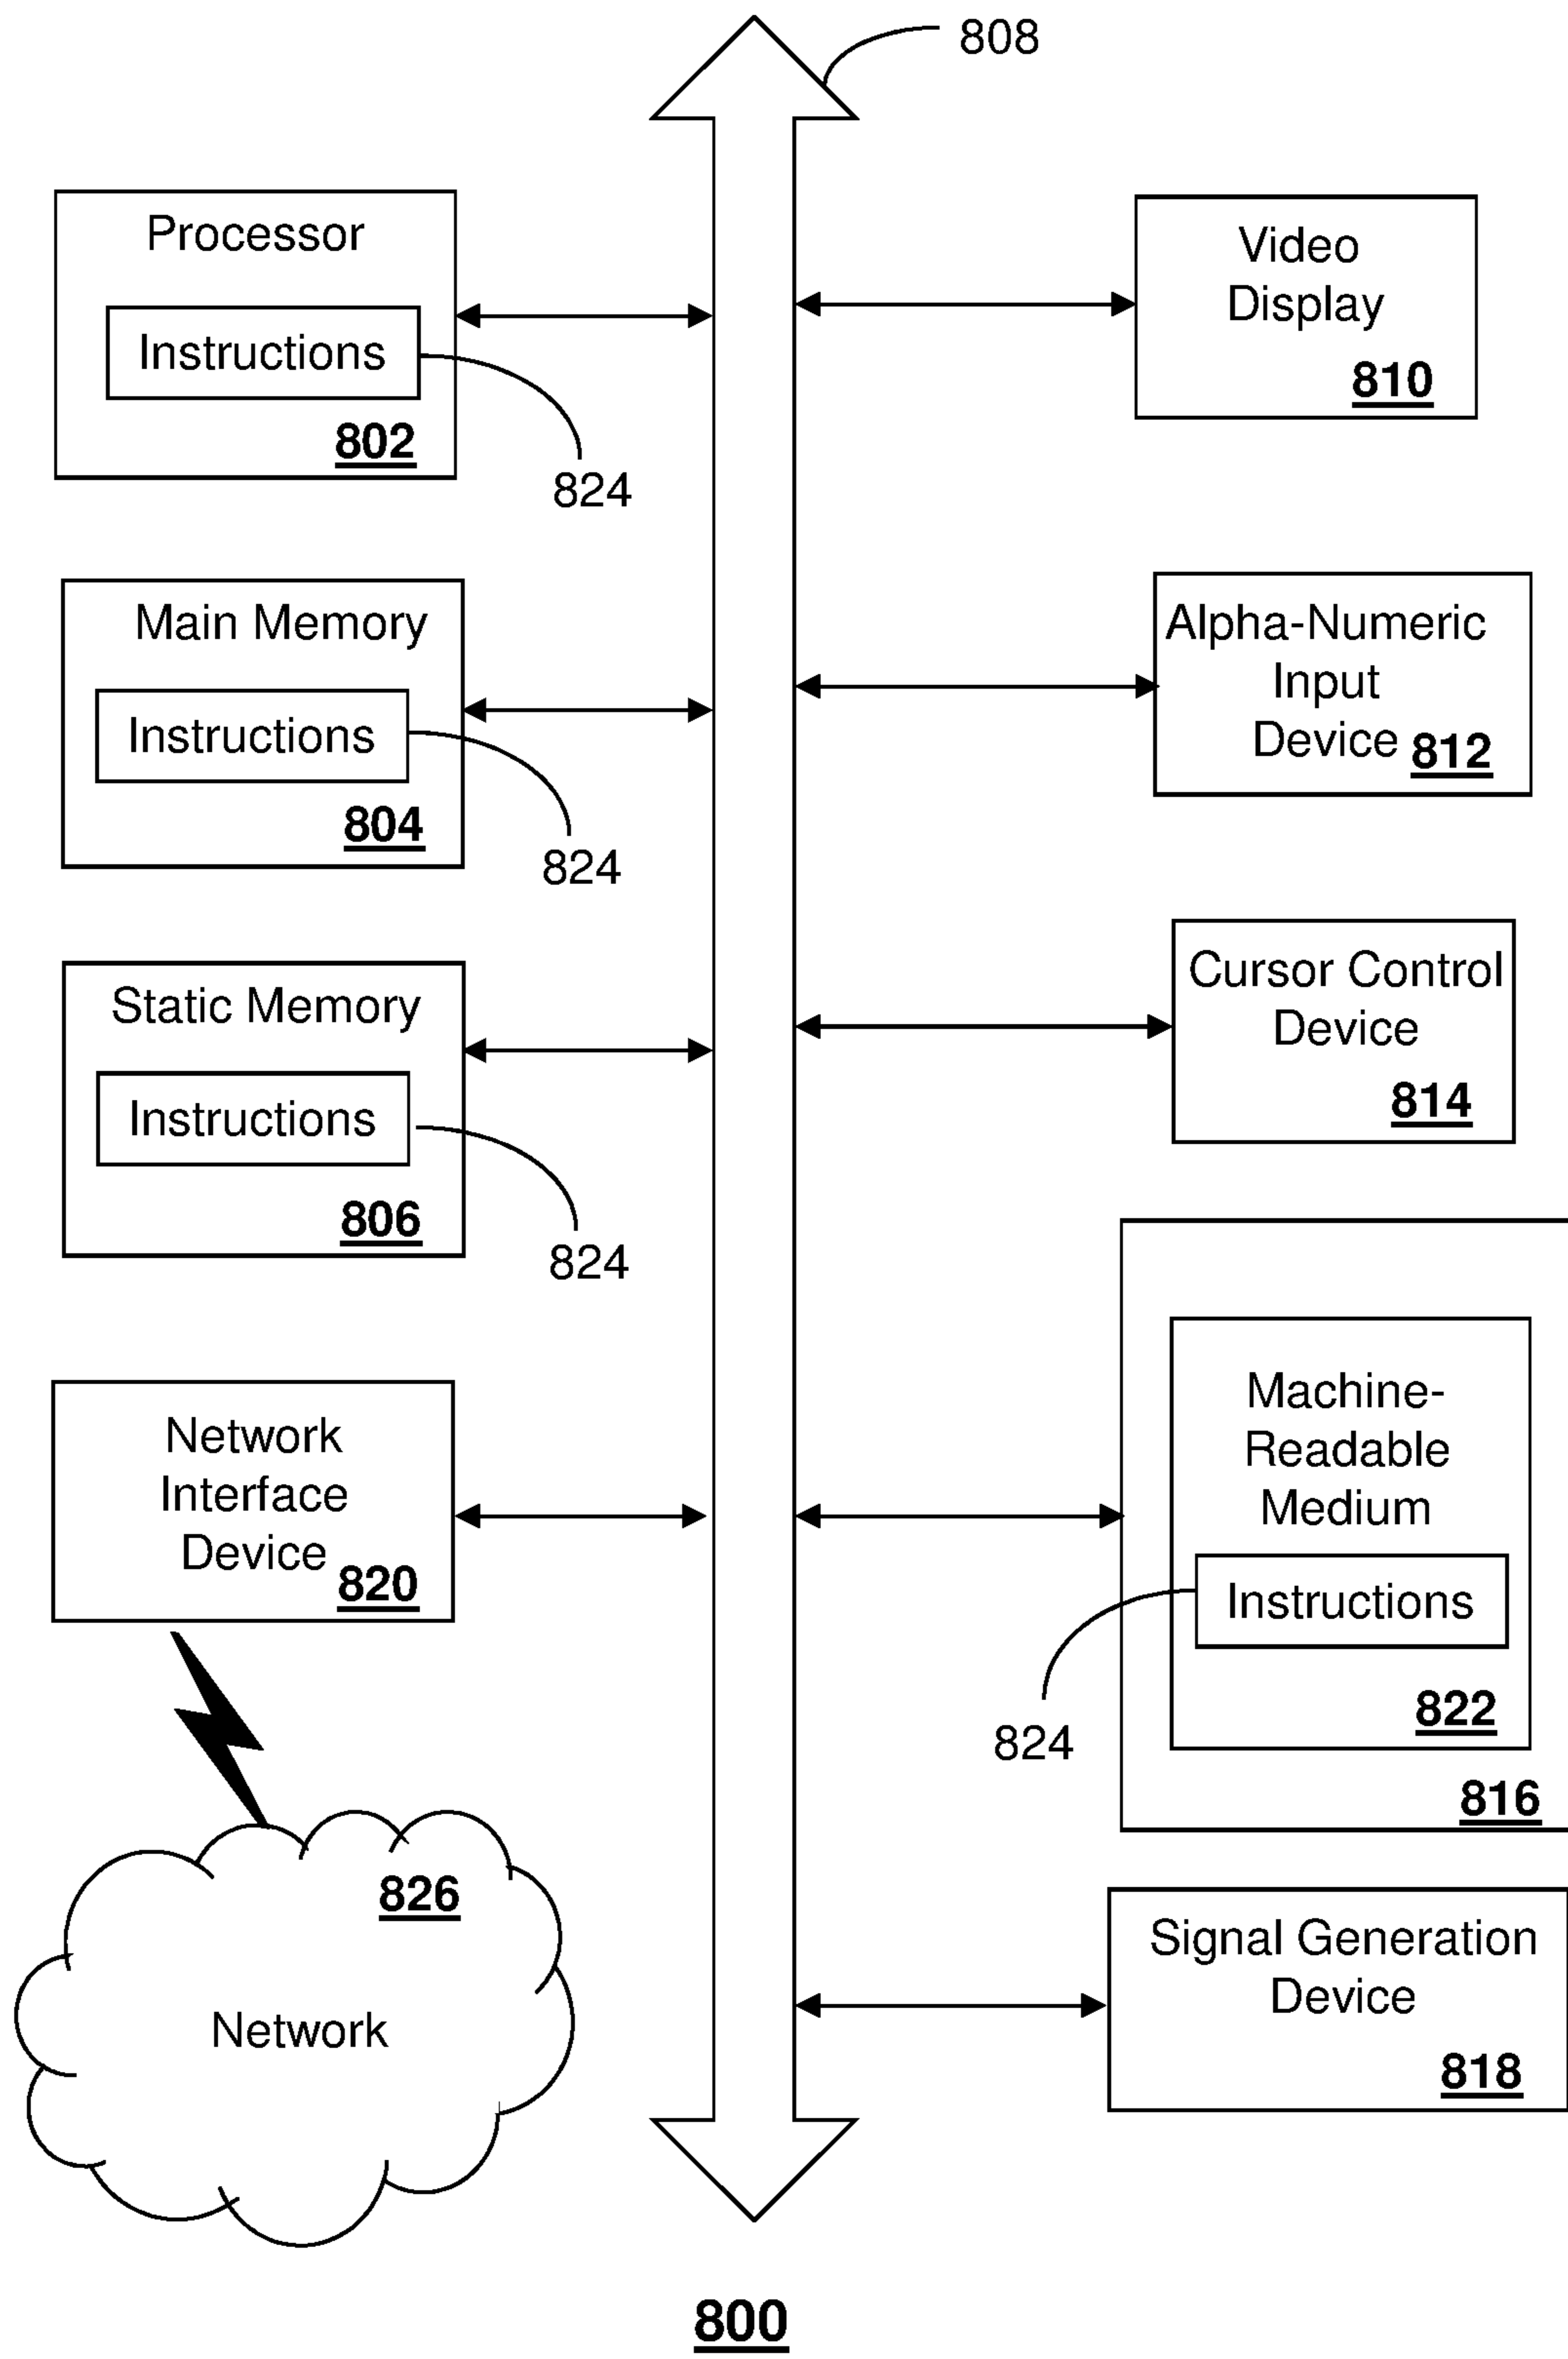 808
Processor
Instructions
802
824
Main Memory
Instructions
804
824
Static Memory
Instructions
806
824
Network
Interface
Device
820
826
Network
Video
Display
810
Alpha-Numeric
Input
Device
812
Cursor Control
Device
814
Machine-
Readable
Medium
Instructions
822
824
816
Signal Generation
Device
818
800